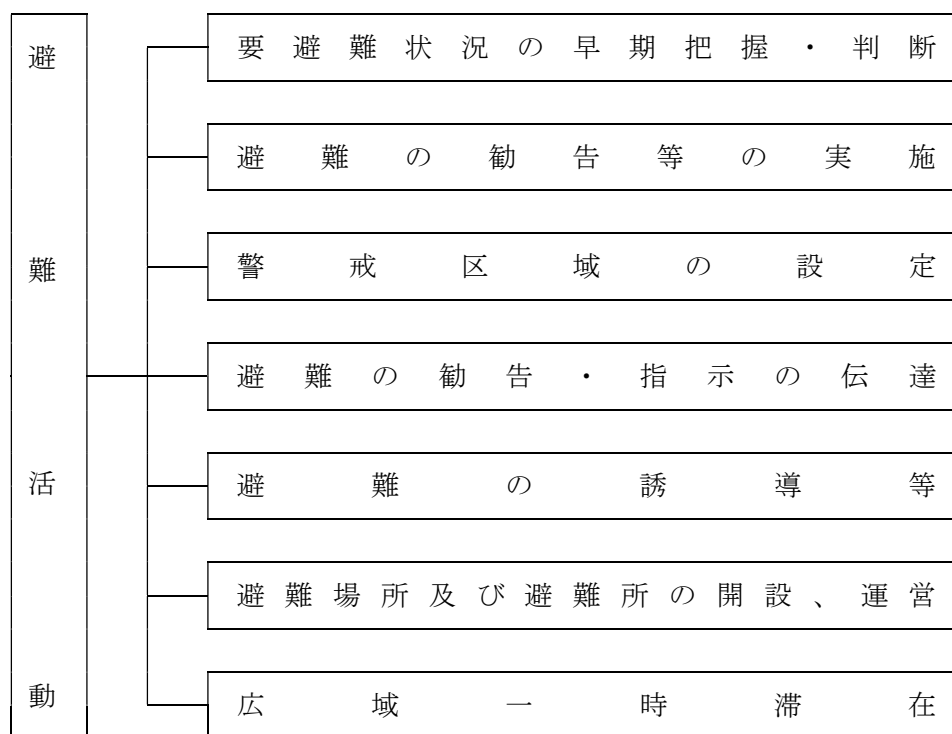 避難活動
要避難状況の早期把握・判断
避難の勧告等の実施
警戒区域の設定
避難の勧告・指示の伝達
避難の誘導等
避難場所及び避難所の開設、運営
広域一時滞在